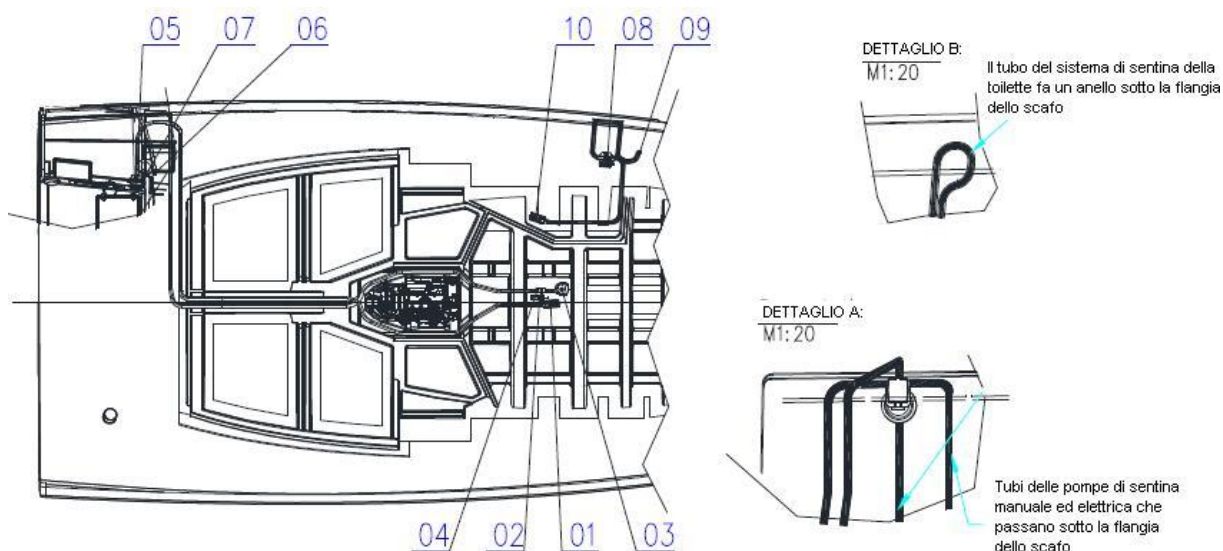 05 07 06 10 08 09
DETTAGLIO B:
M1:20
Il tubo del sistema di sentina della
toilette fa un anello sotto la flangia
dello scafo
DETTAGLIO A:
M1:20
Tubi delle pompe di sentina
manuale ed elettrica che
passano sotto la flangia
dello scafo
04 02 01 03